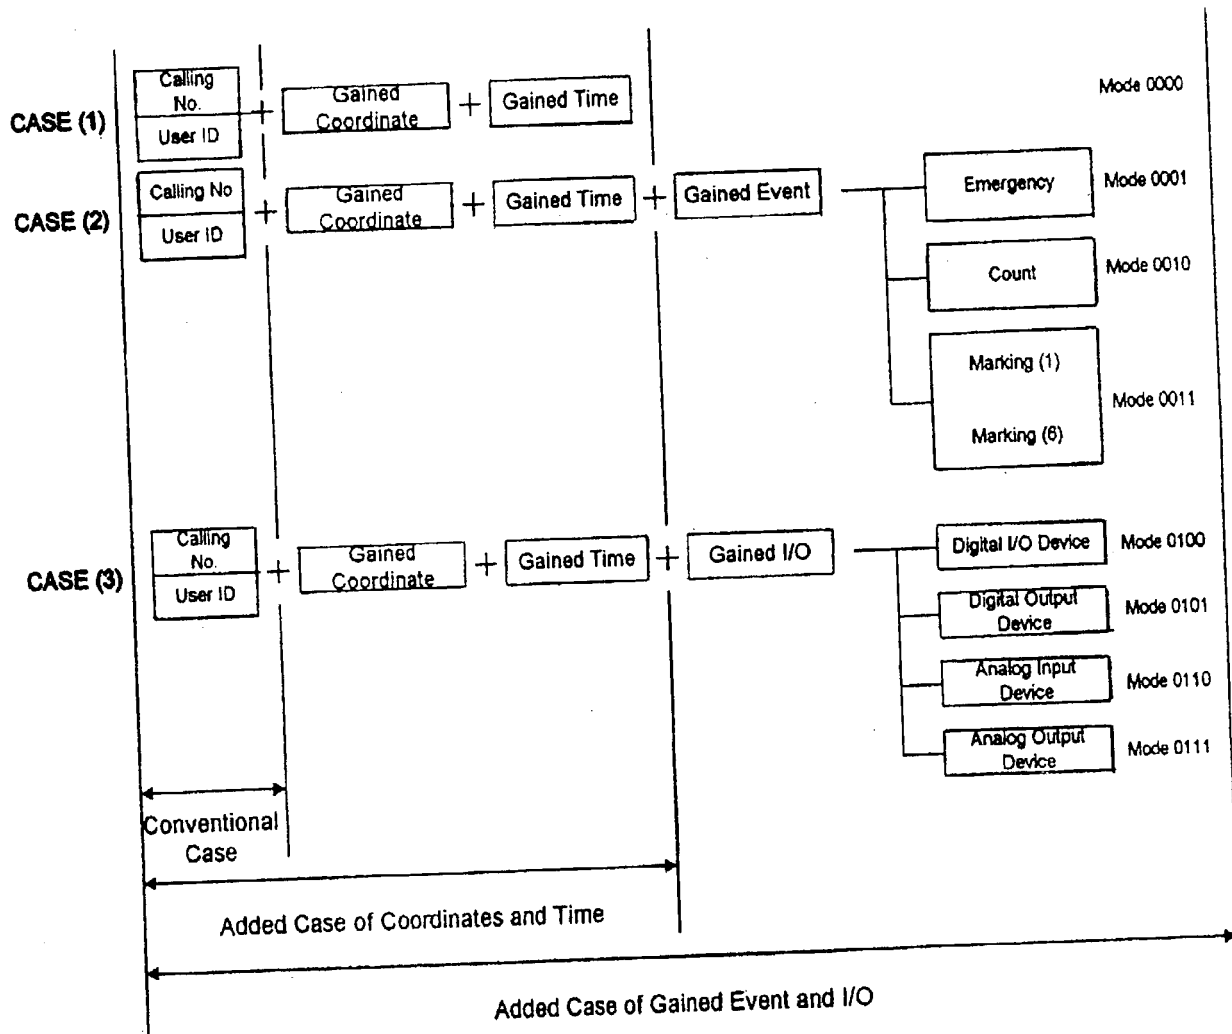 Calling
No.
User ID
CASE (1)
+
Gained
Coordinate
+
Gained Time
Mode 0000
Calling No
User ID
CASE (2)
+
Gained
Coordinate
+
Gained Time
+
Gained Event
Emergency
Mode 0001
Count
Mode 0010
Marking (1)
Marking (6)
Mode 0011
Calling
No.
User ID
CASE (3)
+
Gained
Coordinate
+
Gained Time
+
Gained I/O
Digital I/O Device
Mode 0100
Digital Output
Device
Mode 0101
Analog Input
Device
Mode 0110
Analog Output
Device
Mode 0111
Conventional
Case
Added Case of Coordinates and Time
Added Case of Gained Event and I/O